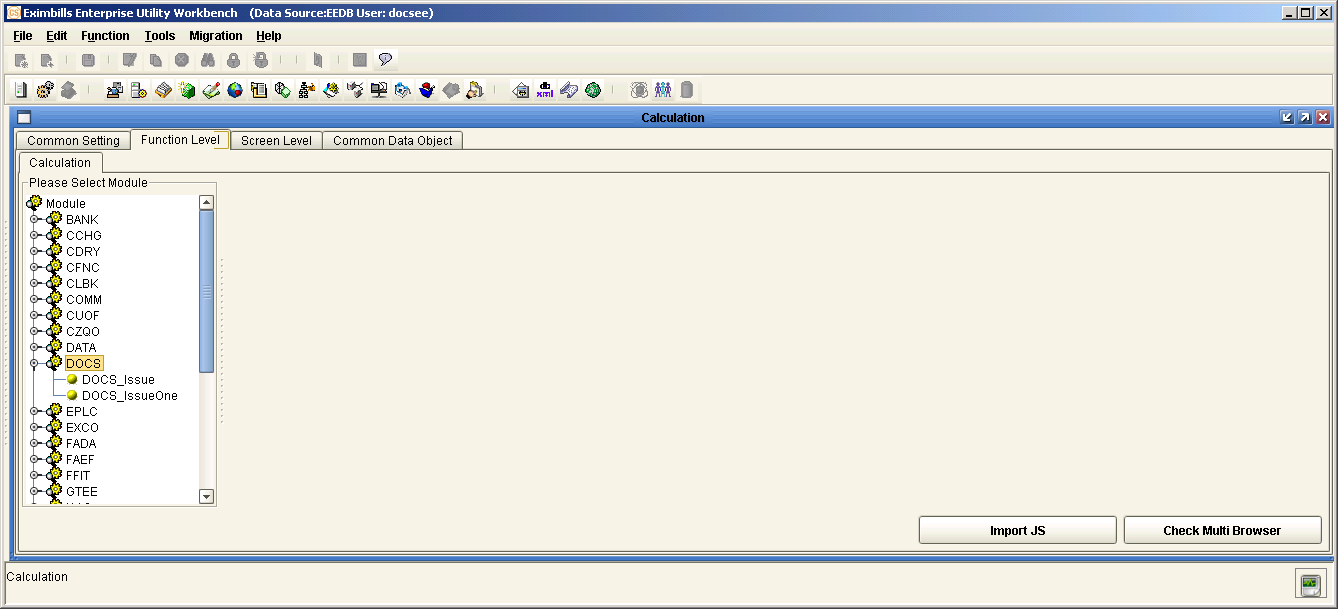 Eximbills Enterprise Utility Workbench (Data Source:EEDB User: docsee)
File Edit Function Tools Migration Help
xml
Calculation
Common Setting Function Level Screen Level Common Data Object
Calculation
Please Select Module
Module
BANK
CCHG
CDRY
CFNC
CLBK
COMM
CUOF
CZQO
DATA
DOCS
DOCS_Issue
DOCS_IssueOne
EPLC
EXCO
FADA
FAEF
FFIT
GTEE
Import JS Check Multi Browser
Calculation